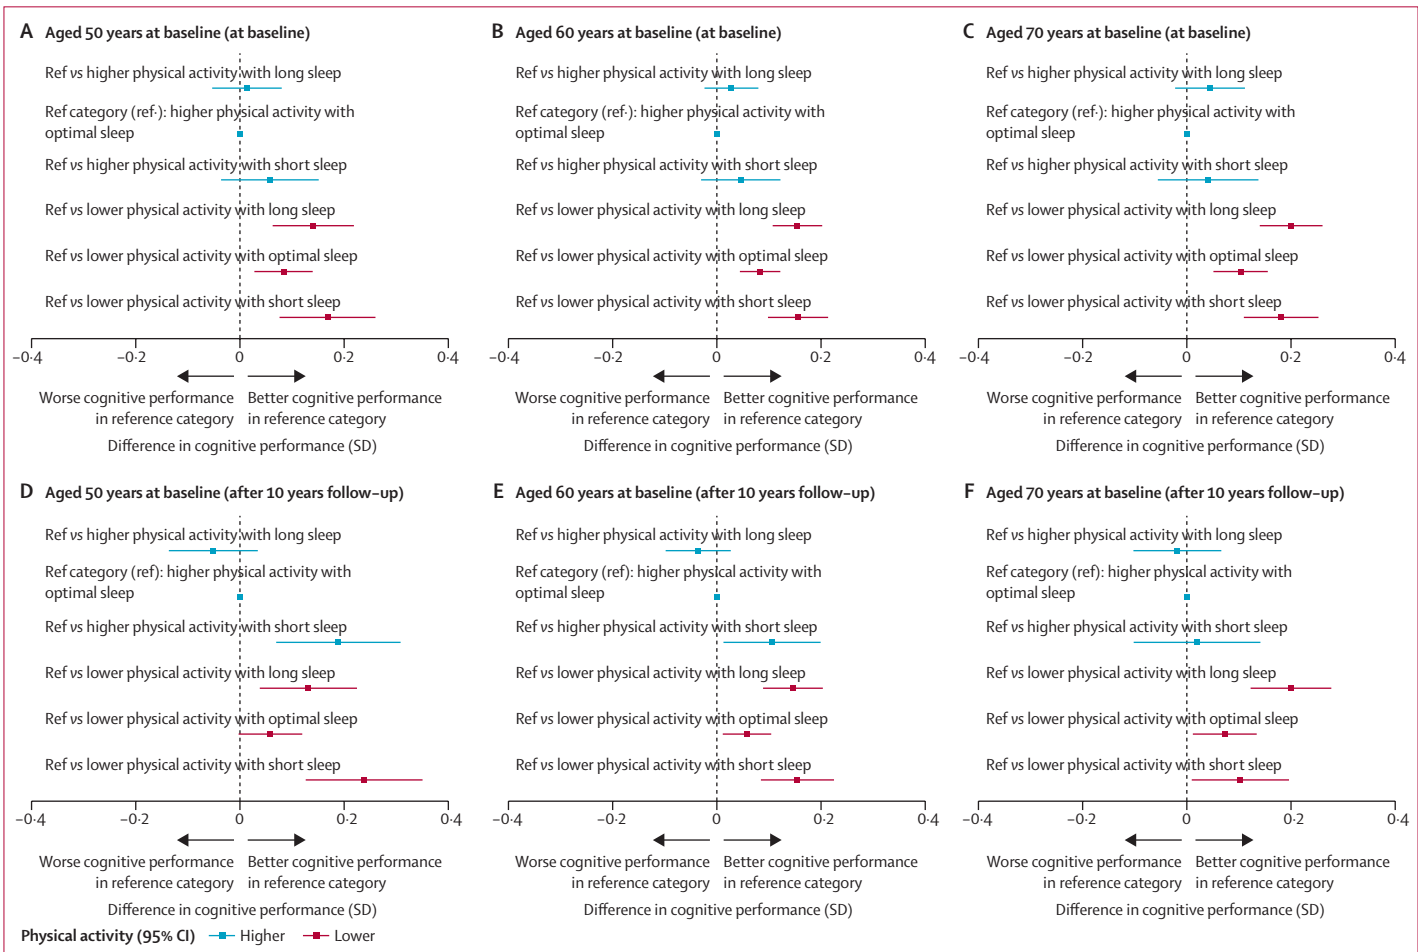 A Aged 50 years at baseline (at baseline)
Ref vs higher physical activity with long sleep
Ref category (ref·): higher physical activity with
optimal sleep
Ref vs higher physical activity with short sleep
Ref vs lower physical activity with long sleep
Ref vs lower physical activity with optimal sleep
Ref vs lower physical activity with short sleep
–0·4 –0·2 0 0·2 0·4
Worse cognitive performance
in reference category
Better cognitive performance
in reference category
Difference in cognitive performance (SD)
B Aged 60 years at baseline (at baseline)
Ref vs higher physical activity with long sleep
Ref category (ref·): higher physical activity with
optimal sleep
Ref vs higher physical activity with short sleep
Ref vs lower physical activity with long sleep
Ref vs lower physical activity with optimal sleep
Ref vs lower physical activity with short sleep
–0·4 –0·2 0 0·2 0·4
Worse cognitive performance
in reference category
Better cognitive performance
in reference category
Difference in cognitive performance (SD)
C Aged 70 years at baseline (at baseline)
Ref vs higher physical activity with long sleep
Ref category (ref·): higher physical activity with
optimal sleep
Ref vs higher physical activity with short sleep
Ref vs lower physical activity with long sleep
Ref vs lower physical activity with optimal sleep
Ref vs lower physical activity with short sleep
–0·4 –0·2 0 0·2 0·4
Worse cognitive performance
in reference category
Better cognitive performance
in reference category
Difference in cognitive performance (SD)
D Aged 50 years at baseline (after 10 years follow–up)
Ref vs higher physical activity with long sleep
Ref category (ref): higher physical activity with
optimal sleep
Ref vs higher physical activity with short sleep
Ref vs lower physical activity with long sleep
Ref vs lower physical activity with optimal sleep
Ref vs lower physical activity with short sleep
–0·4 –0·2 0 0·2 0·4
Worse cognitive performance
in reference category
Better cognitive performance
in reference category
Difference in cognitive performance (SD)
E Aged 60 years at baseline (after 10 years follow–up)
Ref vs higher physical activity with long sleep
Ref category (ref): higher physical activity with
optimal sleep
Ref vs higher physical activity with short sleep
Ref vs lower physical activity with long sleep
Ref vs lower physical activity with optimal sleep
Ref vs lower physical activity with short sleep
–0·4 –0·2 0 0·2 0·4
Worse cognitive performance
in reference category
Better cognitive performance
in reference category
Difference in cognitive performance (SD)
F Aged 70 years at baseline (after 10 years follow–up)
Ref vs higher physical activity with long sleep
Ref category (ref): higher physical activity with
optimal sleep
Ref vs higher physical activity with short sleep
Ref vs lower physical activity with long sleep
Ref vs lower physical activity with optimal sleep
Ref vs lower physical activity with short sleep
–0·4 –0·2 0 0·2 0·4
Worse cognitive performance
in reference category
Better cognitive performance
in reference category
Difference in cognitive performance (SD)
Physical activity (95% CI) Higher Lower